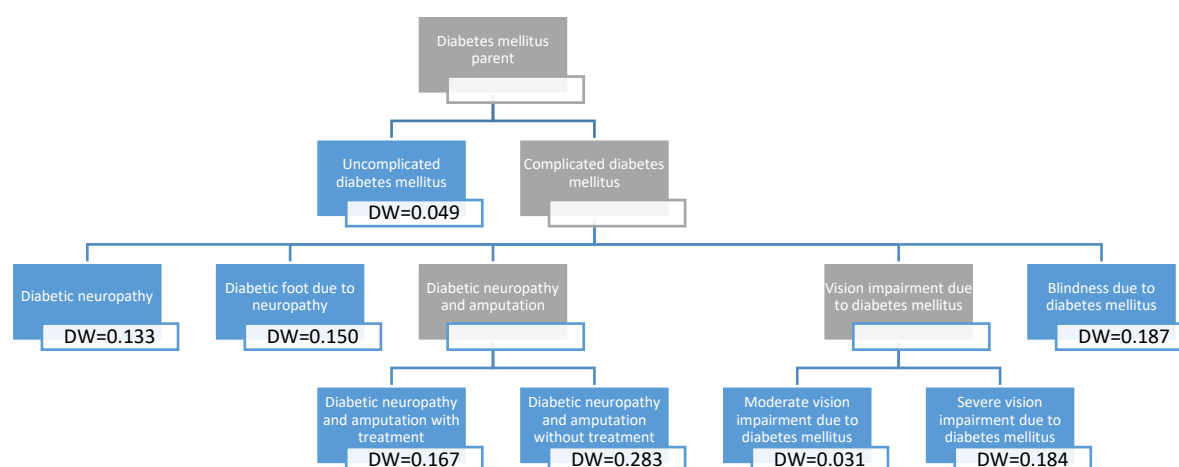 Diabetes mellitus
parent
Uncomplicated
diabetes mellitus
DW=0.049
Complicated diabetes
mellitus
Diabetic neuropathy
DW=0.133
Diabetic foot due to
neuropathy
DW=0.150
Diabetic neuropathy
and amputation
Vision impairment due
to diabetes mellitus
Blindness due to
diabetes mellitus
DW=0.187
Diabetic neuropathy
and amputation with
treatment
DW=0.167
Diabetic neuropathy
and amputation
without treatment
DW=0.283
Moderate vision
impairment due to
diabetes mellitus
DW=0.031
Severe vision
impairment due to
diabetes mellitus
DW=0.184